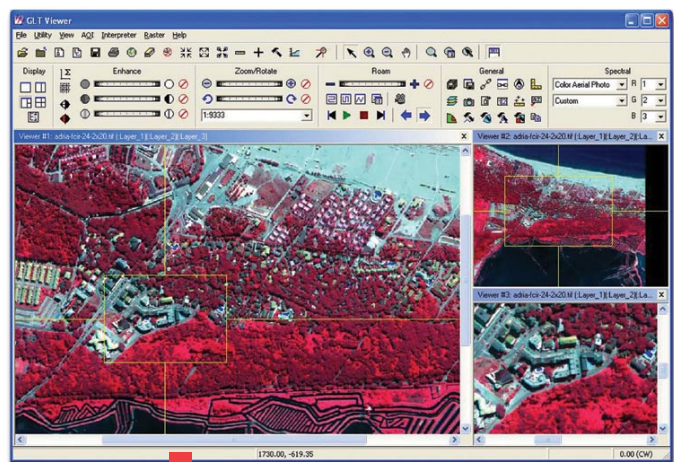 GLT Viewer
File Utility View AOI Interpreter Raster Help
Display Enhance Zoom/Rotate Roam General Spectral
Color Aerial Photo R 1
Custom G 2
1:9333 B 3
Viewer #1: adria-fcir-24-2x20.tif (:Layer_1)(:Layer_2)(:Layer_3)
Viewer #2: adria-fcir-24-2x20.tif (:Layer_1)(:Layer_2)(:La...
Viewer #3: adria-fcir-24-2x20.tif (:Layer_1)(:Layer_2)(:La...
1730.00, -619.35 0.00 (CW)